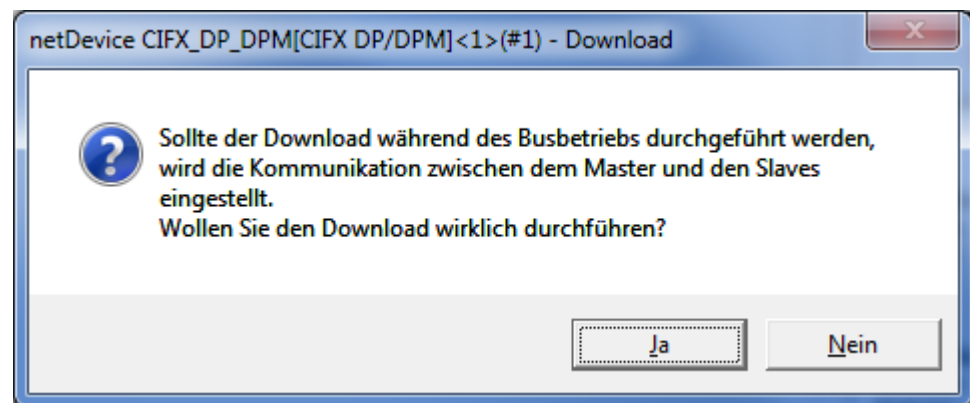 netDevice CIFX_DP_DPM[CIFX DP/DPM]<1>(#1) - Download
Sollte der Download während des Busbetriebs durchgeführt werden,
wird die Kommunikation zwischen dem Master und den Slaves
eingestellt.
Wollen Sie den Download wirklich durchführen?
Ja
Nein